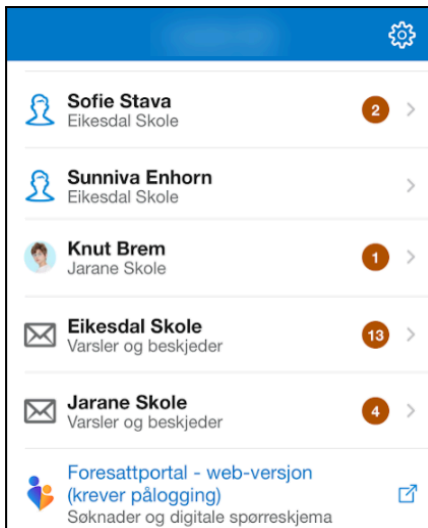 Sofie Stava
2
Eikesdal Skole
Sunniva Enhorn
Eikesdal Skole
Knut Brem
1
Jarane Skole
Eikesdal Skole
13
Varsler og beskjeder
Jarane Skole
4
Varsler og beskjeder
Foresattportal - web-versjon
(krever pålogging)
Søknader og digitale spørreskjema